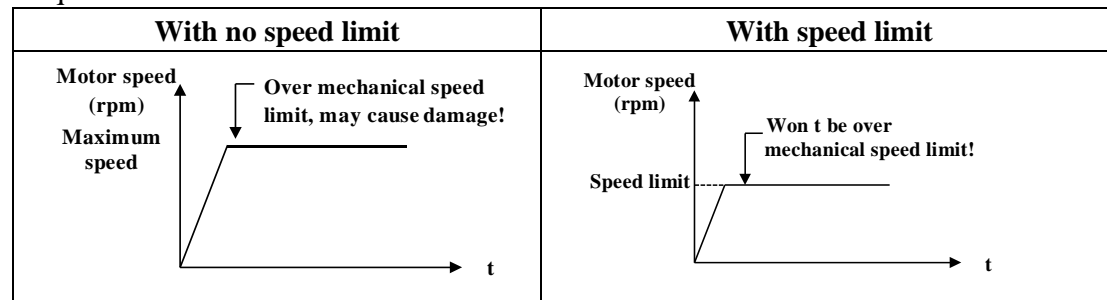 With no speed limit
With speed limit
Motor speed
(rpm)
Maximum
speed
Over mechanical speed
limit, may cause damage!
t
Motor speed
(rpm)
Won t be over
mechanical speed limit!
Speed limit
t